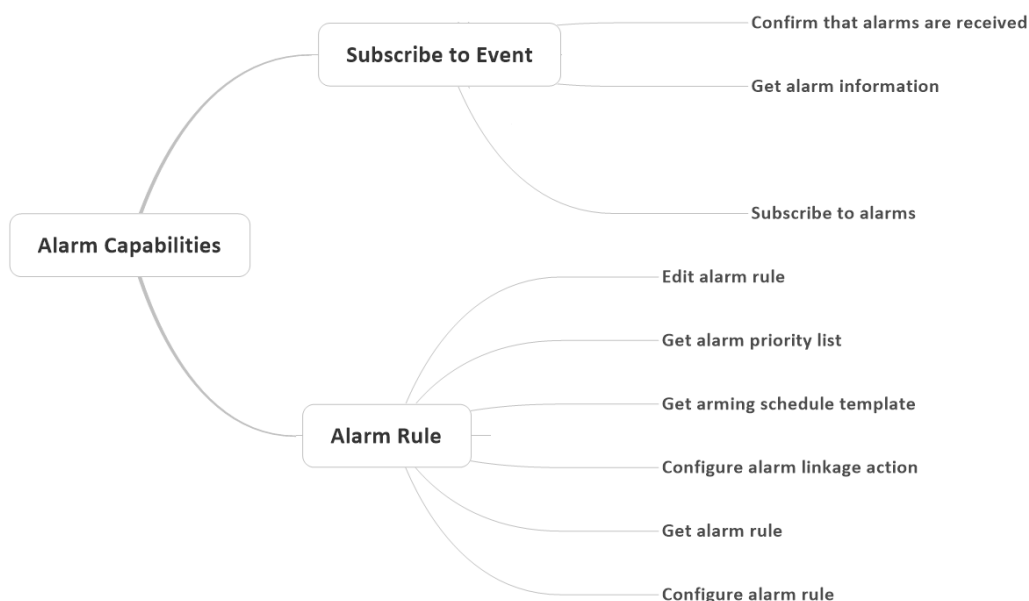 Confirm that alarms are received
Subscribe to Event
Get alarm information
Subscribe to alarms
Alarm Capabilities
Edit alarm rule
Get alarm priority list
Get arming schedule template
Alarm Rule
Configure alarm linkage action
Get alarm rule
Configure alarm rule